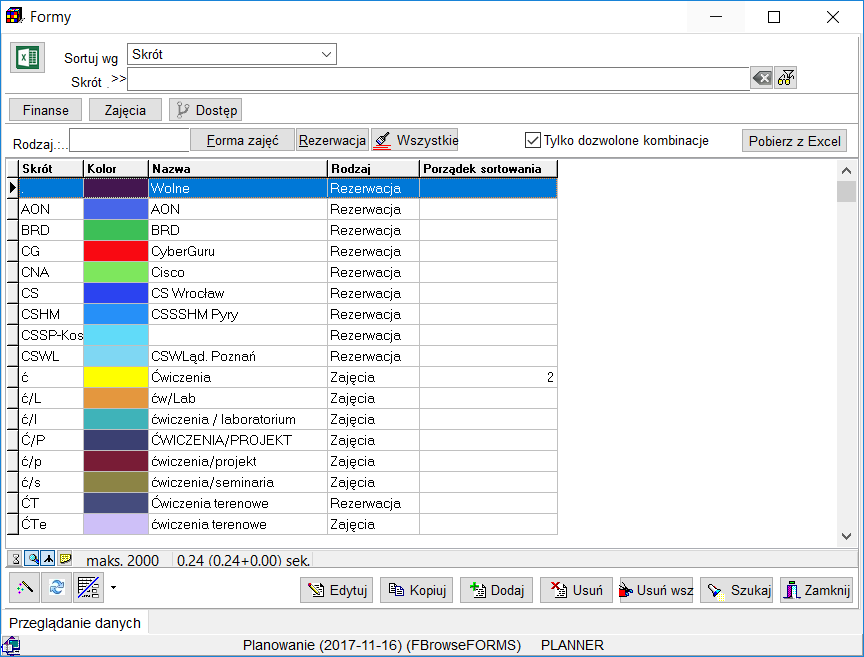 Formy
Sortuj wg Skrót
Skrót . >>
Finanse Zajęcia Dostęp
Rodzaj.:.. Forma zajęć Rezerwacja Wszystkie Tylko dozwolone kombinacje Pobierz z Excel
Skrót Kolor Nazwa Rodzaj Porządek sortowania
. Wolne Rezerwacja
AON AON Rezerwacja
BRD BRD Rezerwacja
CG CyberGuru Rezerwacja
CNA Cisco Rezerwacja
CS CS Wrocław Rezerwacja
CSHM CSSSHM Pyry Rezerwacja
CSSP-Kos Rezerwacja
CSWL CSWLąd. Poznań Rezerwacja
ć Ćwiczenia Zajęcia 2
ć/L ćw/Lab Zajęcia
ć/l ćwiczenia / laboratorium Zajęcia
Ć/P ĆWICZENIA/PROJEKT Zajęcia
ć/p ćwiczenia/projekt Zajęcia
ć/s ćwiczenia/seminaria Zajęcia
ĆT Ćwiczenia terenowe Rezerwacja
ĆTe ćwiczenia terenowe Zajęcia
maks. 2000 0.24 (0.24+0.00) sek.
Edytuj Kopiuj Dodaj Usuń Usuń wsz Szukaj Zamknij
Przeglądanie danych
Planowanie (2017-11-16) (FBrowseFORMS) PLANNER